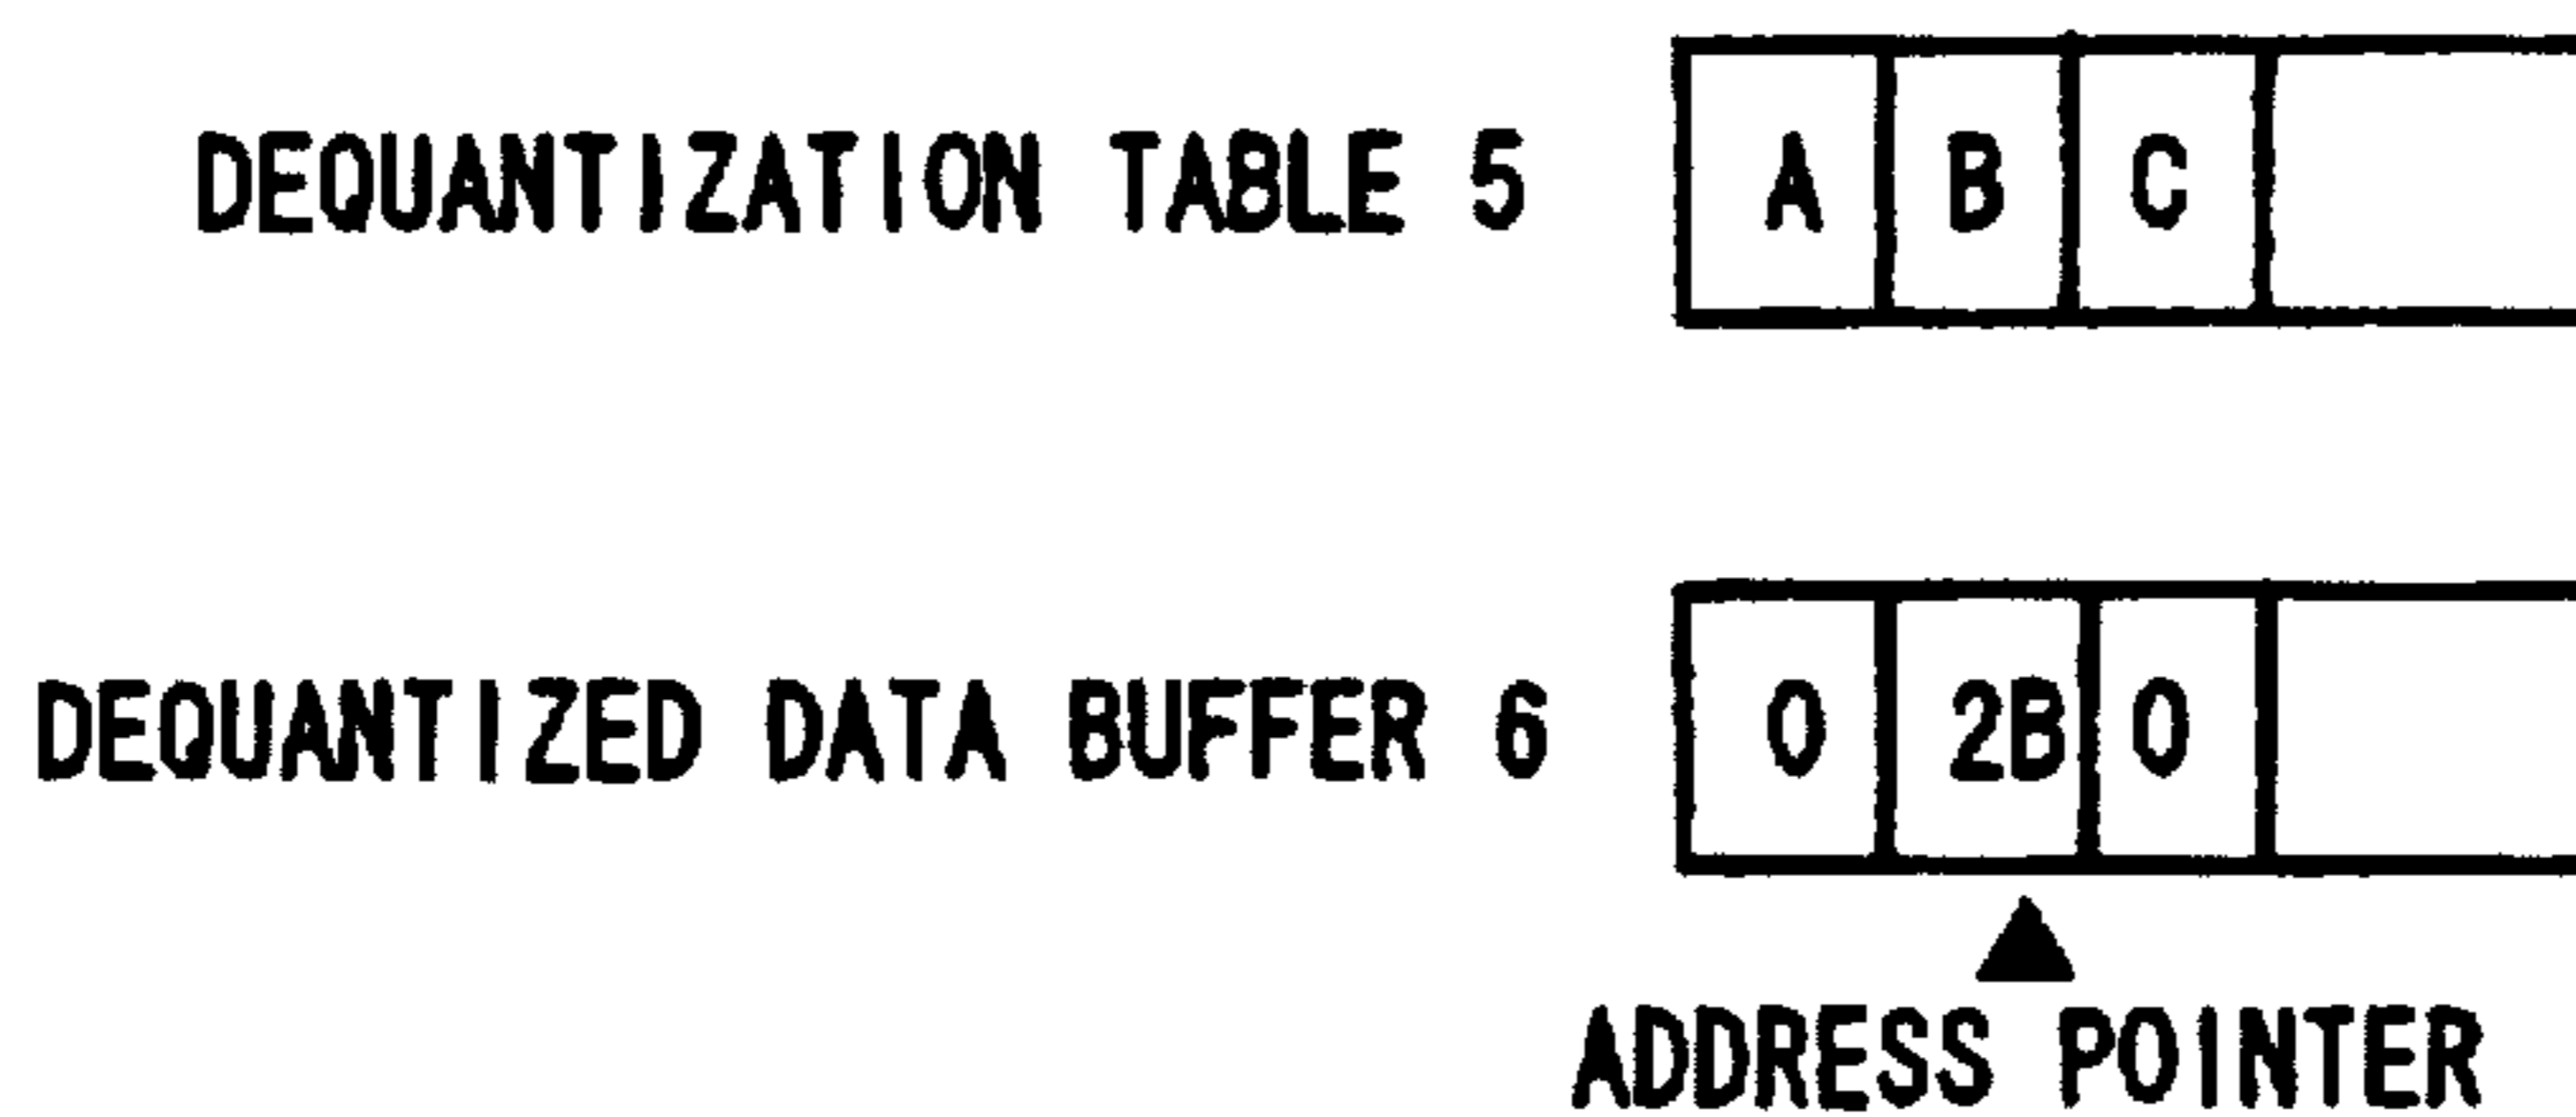 DEQUANTIZATION TABLE 5 A B C
DEQUANTIZED DATA BUFFER 6 0 2B 0
ADDRESS POINTER